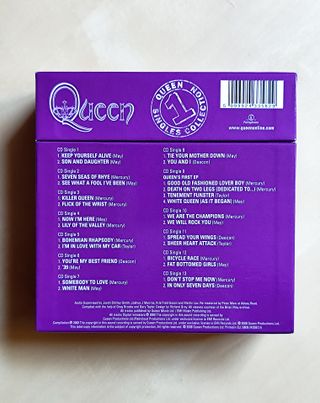 Queen
QUEEN
SINGLES COLLECTION
1
Parlophone
www.queenonline.com
CD Single 1
1. KEEP YOURSELF ALIVE (May)
2. SON AND DAUGHTER (May)
CD Single 2
1. SEVEN SEAS OF RHYE (Mercury)
2. SEE WHAT A FOOL I'VE BEEN (May)
CD Single 3
1. KILLER QUEEN (Mercury)
2. FLICK OF THE WRIST (Mercury)
CD Single 4
1. NOW I'M HERE (May)
2. LILY OF THE VALLEY (Mercury)
CD Single 5
1. BOHEMIAN RHAPSODY (Mercury)
2. I'M IN LOVE WITH MY CAR (Taylor)
CD Single 6
1. YOU'RE MY BEST FRIEND (Deacon)
2. '39 (May)
CD Single 7
1. SOMEBODY TO LOVE (Mercury)
2. WHITE MAN (May)
CD Single 8
1. TIE YOUR MOTHER DOWN (May)
2. YOU AND I (Deacon)
CD Single 9
QUEEN'S FIRST EP
1. GOOD OLD FASHIONED LOVER BOY (Mercury)
2. DEATH ON TWO LEGS (DEDICATED TO...) (Mercury)
3. TENEMENT FUNSTER (Taylor)
4. WHITE QUEEN (AS IT BEGAN) (May)
CD Single 10
1. WE ARE THE CHAMPIONS (Mercury)
2. WE WILL ROCK YOU (May)
CD Single 11
1. SPREAD YOUR WINGS (Deacon)
2. SHEER HEART ATTACK (Taylor)
CD Single 12
1. BICYCLE RACE (Mercury)
2. FAT BOTTOMED GIRLS (May)
CD Single 13
1. DON'T STOP ME NOW (Mercury)
2. IN ONLY SEVEN DAYS (Deacon)